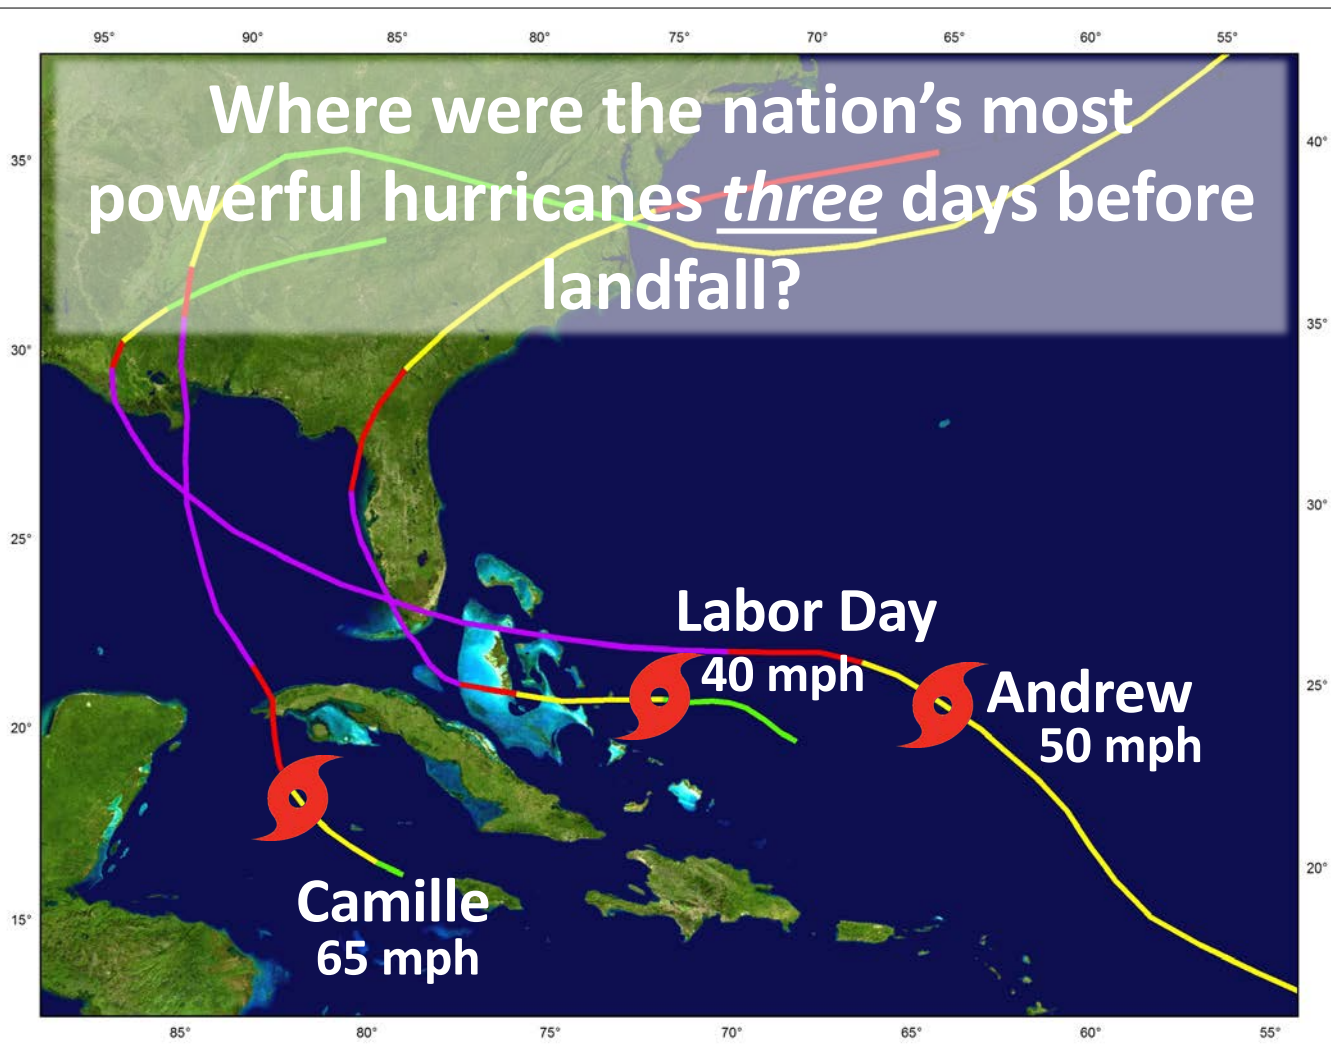 95° 90° 85° 80° 75° 70° 65° 60° 55°
Where were the nation's most
powerful hurricanes three days before
landfall?
40°
35°
35°
30°
30°
25°
Labor Day
40 mph
25°
Andrew
50 mph
20°
20°
Camille
65 mph
15°
85° 80° 75° 70° 65° 60° 55°